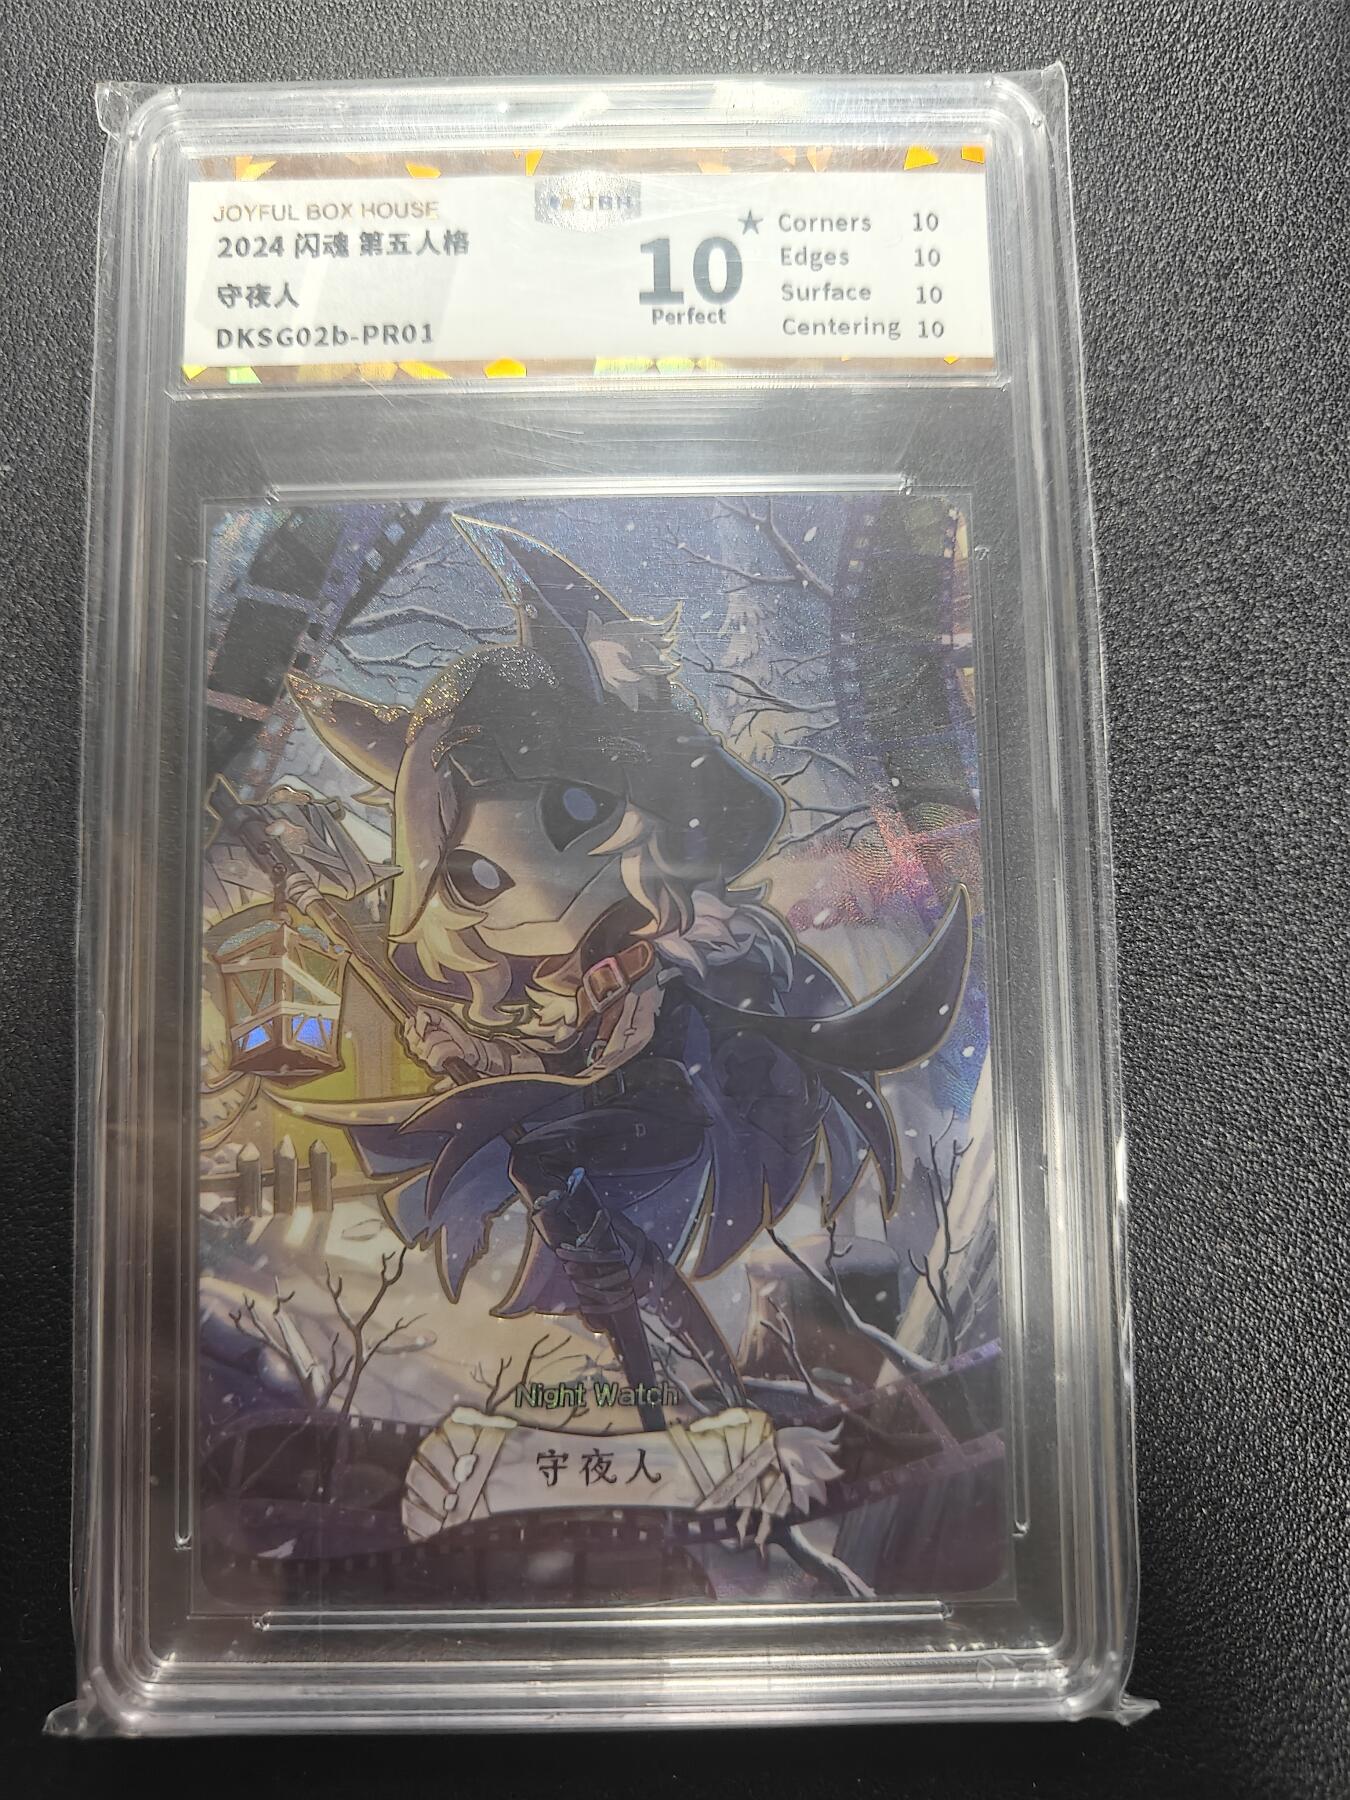 JOYFUL BOX HOUSE
2024 闪魂 第五人格
守夜人
DKSG02b-PR01
JBH
10
Perfect
★ Corners 10
Edges 10
Surface 10
Centering 10
Night Watch
守夜人